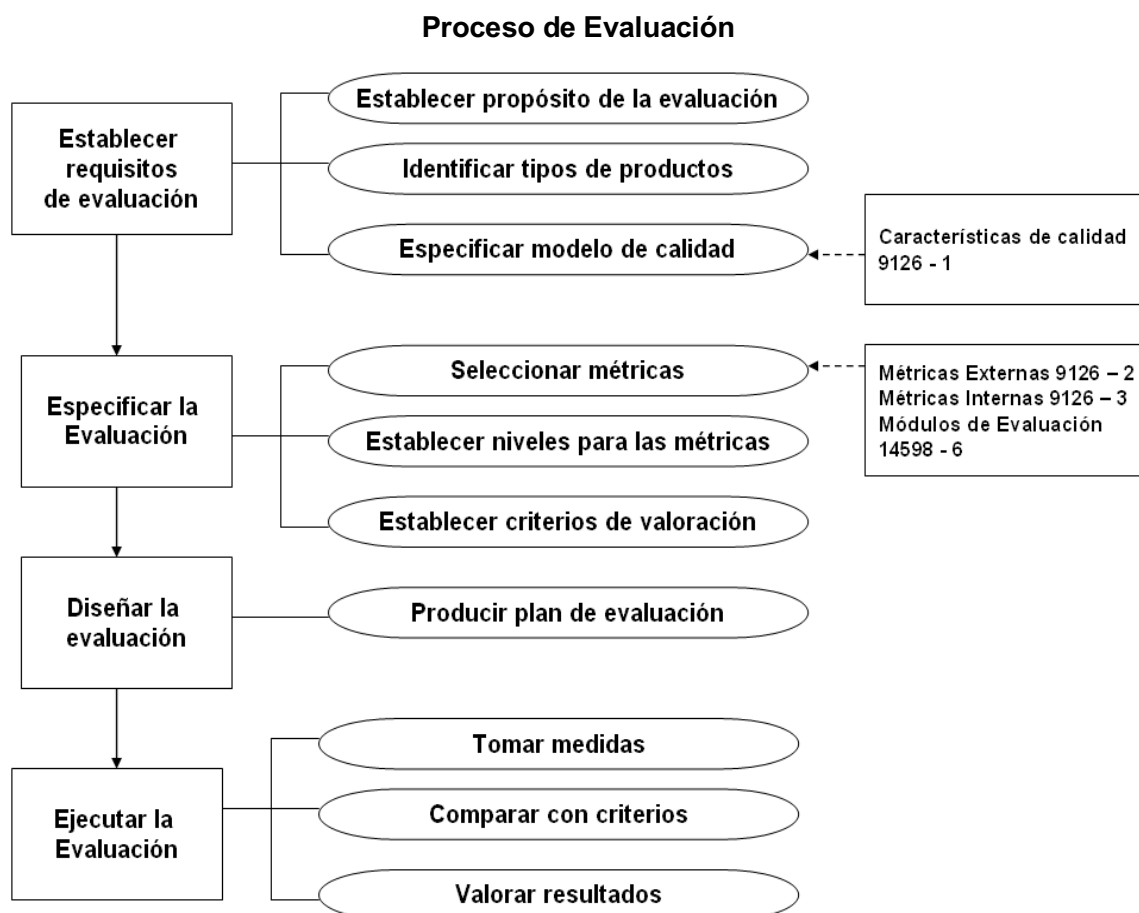 Proceso de Evaluación
Establecer
requisitos
de evaluación
Establecer propósito de la evaluación
Identificar tipos de productos
Especificar modelo de calidad
Características de calidad
9126 - 1
Especificar la
Evaluación
Seleccionar métricas
Establecer niveles para las métricas
Establecer criterios de valoración
Métricas Externas 9126 – 2
Métricas Internas 9126 – 3
Módulos de Evaluación
14598 - 6
Diseñar la
evaluación
Producir plan de evaluación
Ejecutar la
Evaluación
Tomar medidas
Comparar con criterios
Valorar resultados